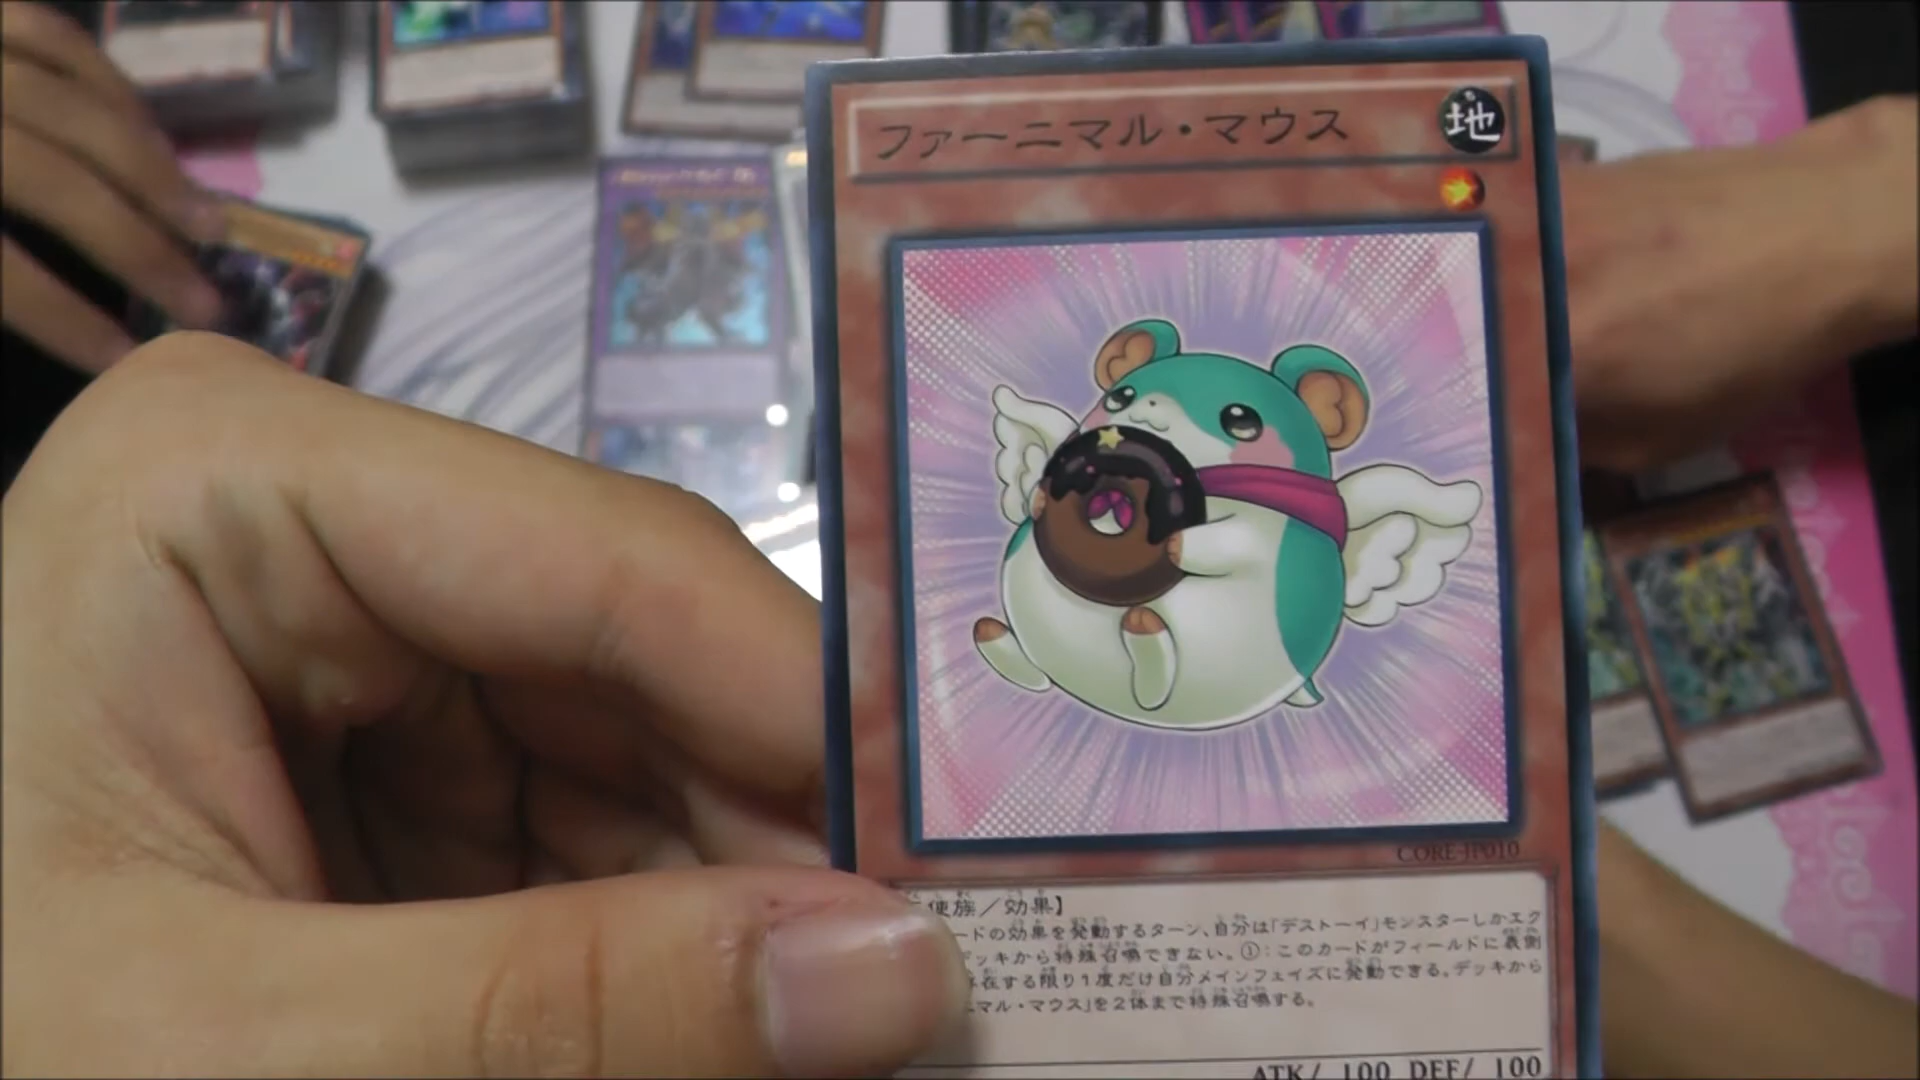 ファーニマル・マウス
地
CORE-JP010
使族／効果】
ードの効果を発動するターン、自分は「デストーイ」モンスターしかエク
デッキから特殊召喚できない。①：このカードがフィールドに表側
存在する限り１度だけ自分メインフェイズに発動できる。デッキから
ニマル・マウス」を２体まで特殊召喚する。
ATK/ 100 DEF/ 100